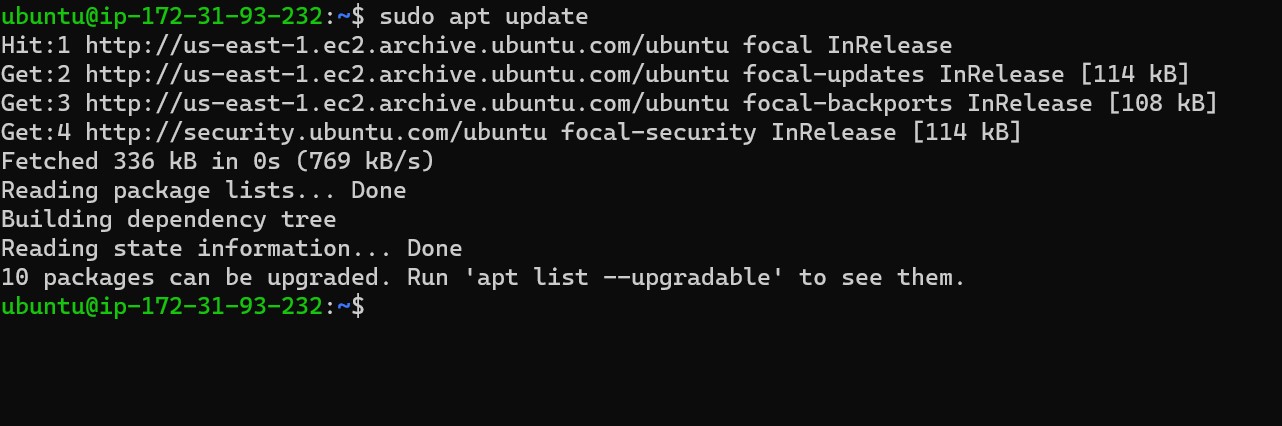 ubuntu@ip-172-31-93-232:~$ sudo apt update
Hit:1 http://us-east-1.ec2.archive.ubuntu.com/ubuntu focal InRelease
Get:2 http://us-east-1.ec2.archive.ubuntu.com/ubuntu focal-updates InRelease [114 kB]
Get:3 http://us-east-1.ec2.archive.ubuntu.com/ubuntu focal-backports InRelease [108 kB]
Get:4 http://security.ubuntu.com/ubuntu focal-security InRelease [114 kB]
Fetched 336 kB in 0s (769 kB/s)
Reading package lists... Done
Building dependency tree
Reading state information... Done
10 packages can be upgraded. Run 'apt list --upgradable' to see them.
ubuntu@ip-172-31-93-232:~$